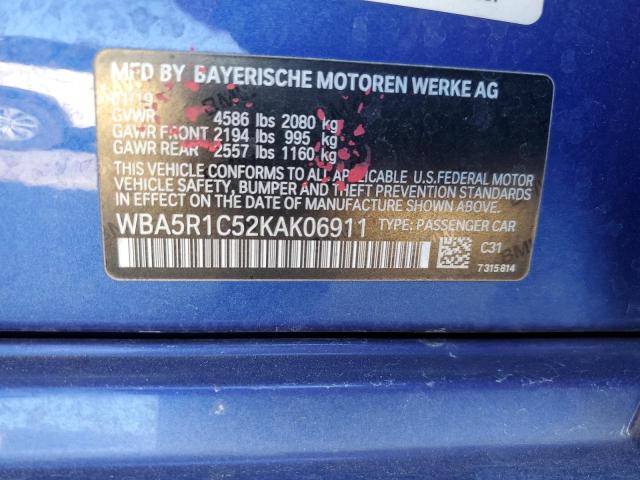 MFD BY BAYERISCHE MOTOREN WERKE AG
01/19
GVWR 4586 lbs 2080 kg
GAWR FRONT 2194 lbs 995 kg
GAWR REAR 2557 lbs 1160 kg
THIS VEHICLE CONFORMS TO ALL APPLICABLE U.S. FEDERAL MOTOR
VEHICLE SAFETY, BUMPER AND THEFT PREVENTION STANDARDS
IN EFFECT ON THE DATE OF MANUFACTURE SHOWN ABOVE.
WBA5R1C52KAK06911 TYPE: PASSENGER CAR
C31
7315814